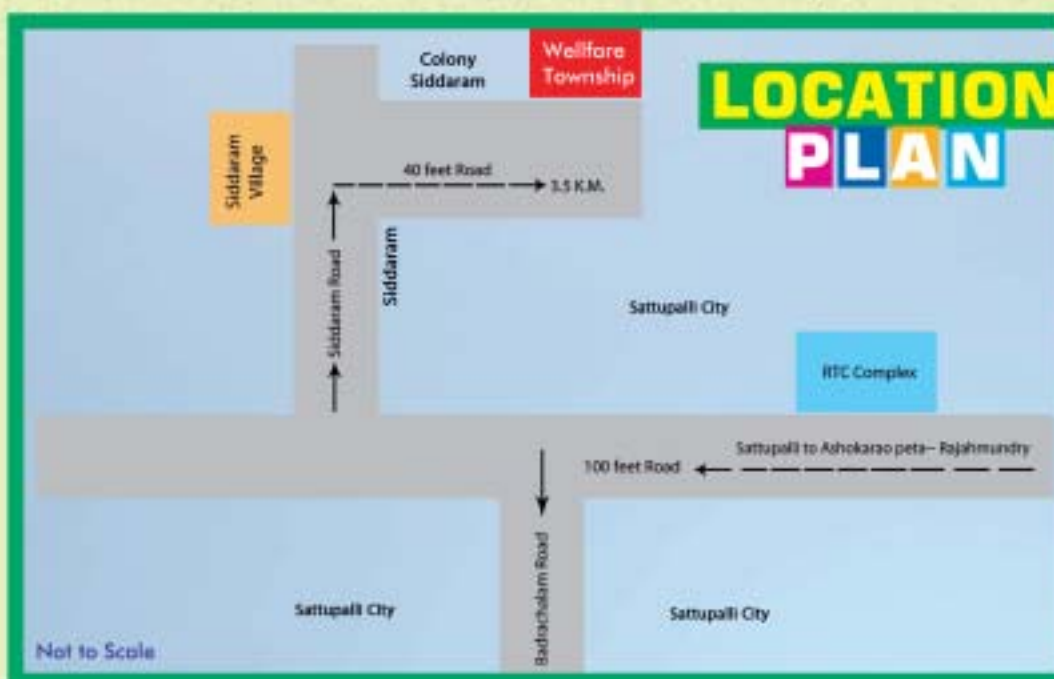 Colony
Siddaram
Wellfare
Township
LOCATION
PLAN
Siddaram
Village
40 feet Road
3.5 K.M.
Siddaram Road
Siddaram
Sattupalli City
RTC Complex
Sattupalli to Ashokarao peta– Rajahmundry
100 feet Road
Badrachalam Road
Sattupalli City
Sattupalli City
Not to Scale